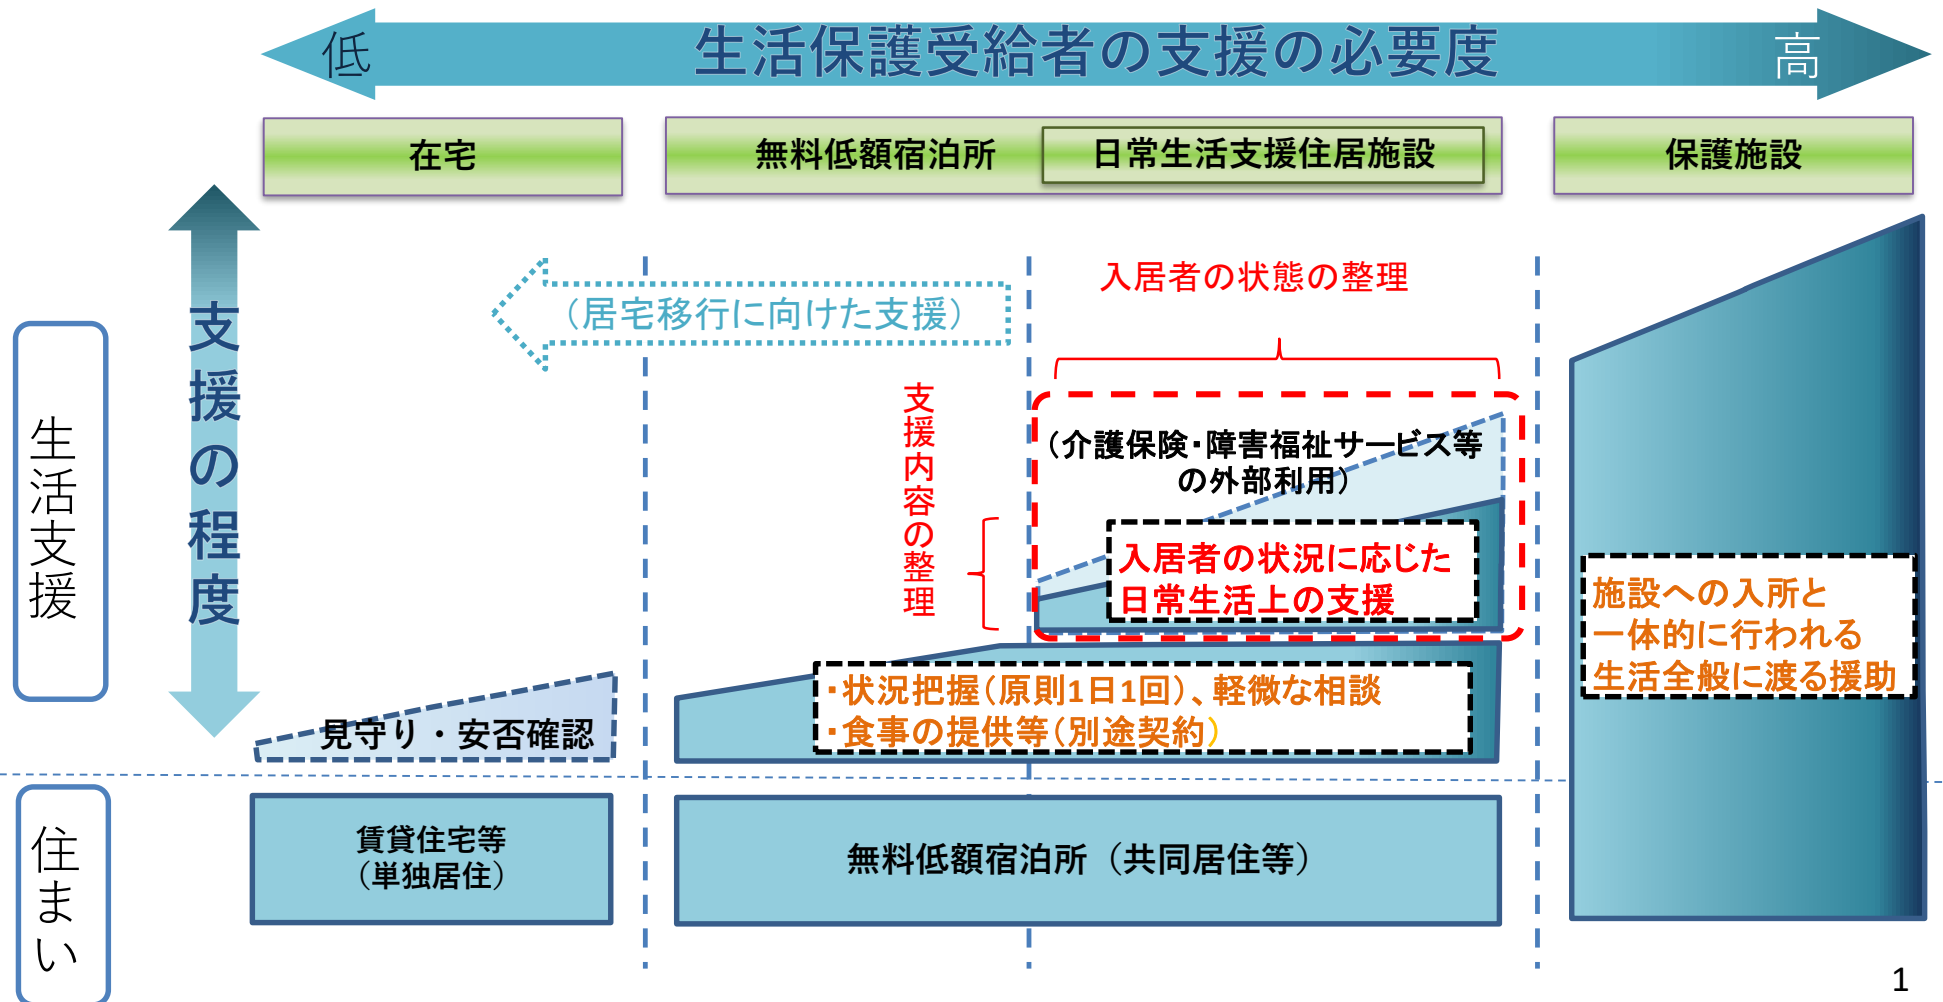 低
生活保護受給者の支援の必要度
高
在宅
無料低額宿泊所
日常生活支援住居施設
保護施設
支援の程度
生活支援
(居宅移行に向けた支援)
入居者の状態の整理
支援内容の整理
(介護保険・障害福祉サービス等
の外部利用)
入居者の状況に応じた
日常生活上の支援
・状況把握(原則1日1回)、軽微な相談
・食事の提供等(別途契約)
見守り・安否確認
施設への入所と
一体的に行われる
生活全般に渡る援助
住まい
賃貸住宅等
(単独居住)
無料低額宿泊所(共同居住等)
1